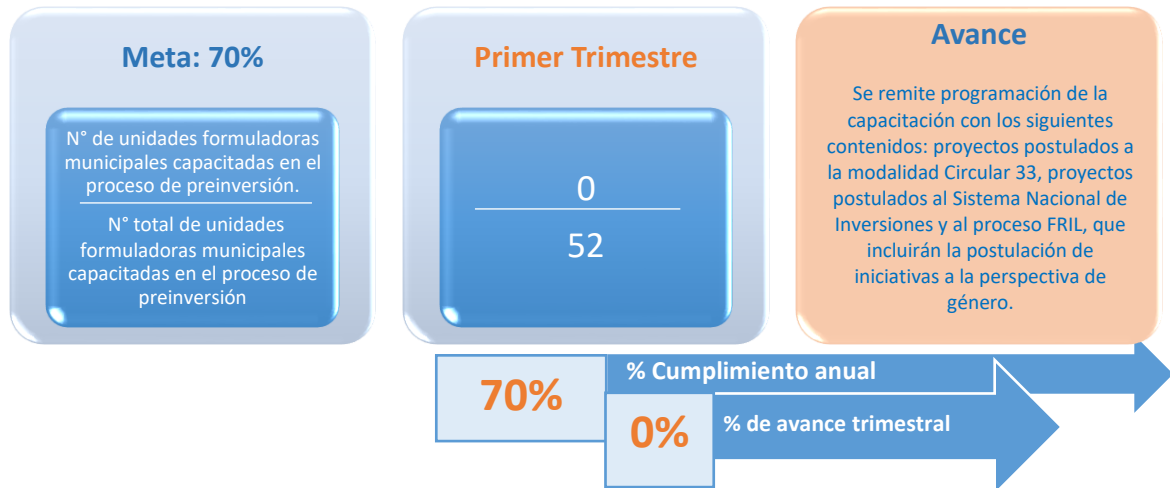 Meta: 70%
N° de unidades formuladoras
municipales capacitadas en el
proceso de preinversión.
N° total de unidades
formuladoras municipales
capacitadas en el proceso de
preinversión
Primer Trimestre
0
52
Avance
Se remite programación de la
capacitación con los siguientes
contenidos: proyectos postulados a
la modalidad Circular 33, proyectos
postulados al Sistema Nacional de
Inversiones y al proceso FRIL, que
incluirán la postulación de
iniciativas a la perspectiva de
género.
70%
% Cumplimiento anual
0%
% de avance trimestral